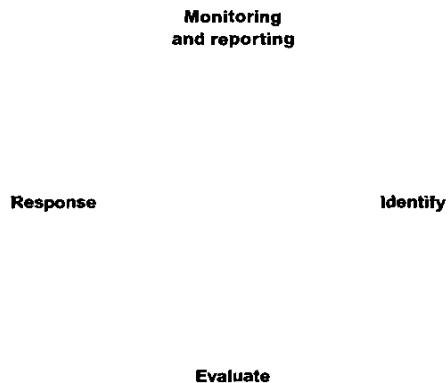 Monitoring
and reporting
Response
Identify
Evaluate